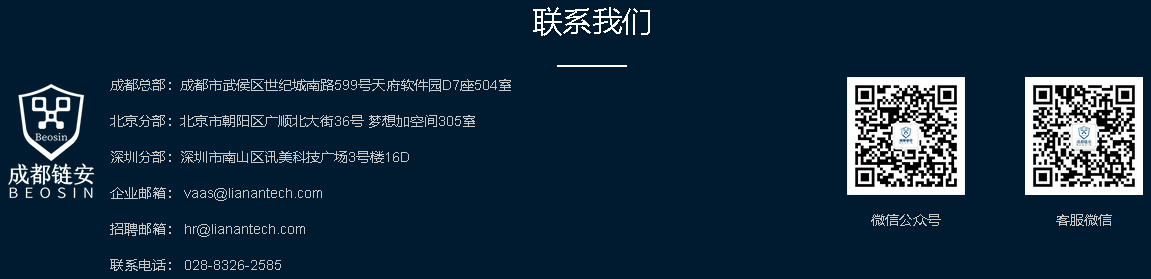 联系我们
成都总部：成都市武侯区世纪城南路599号天府软件园D7座504室
北京分部：北京市朝阳区广顺北大街36号 梦想加空间305室
深圳分部：深圳市南山区讯美科技广场3号楼16D
企业邮箱： vaas@lianantech.com
招聘邮箱： hr@lianantech.com
联系电话： 028-8326-2585
Beosin
成都链安
BEOSIN
微信公众号
客服微信